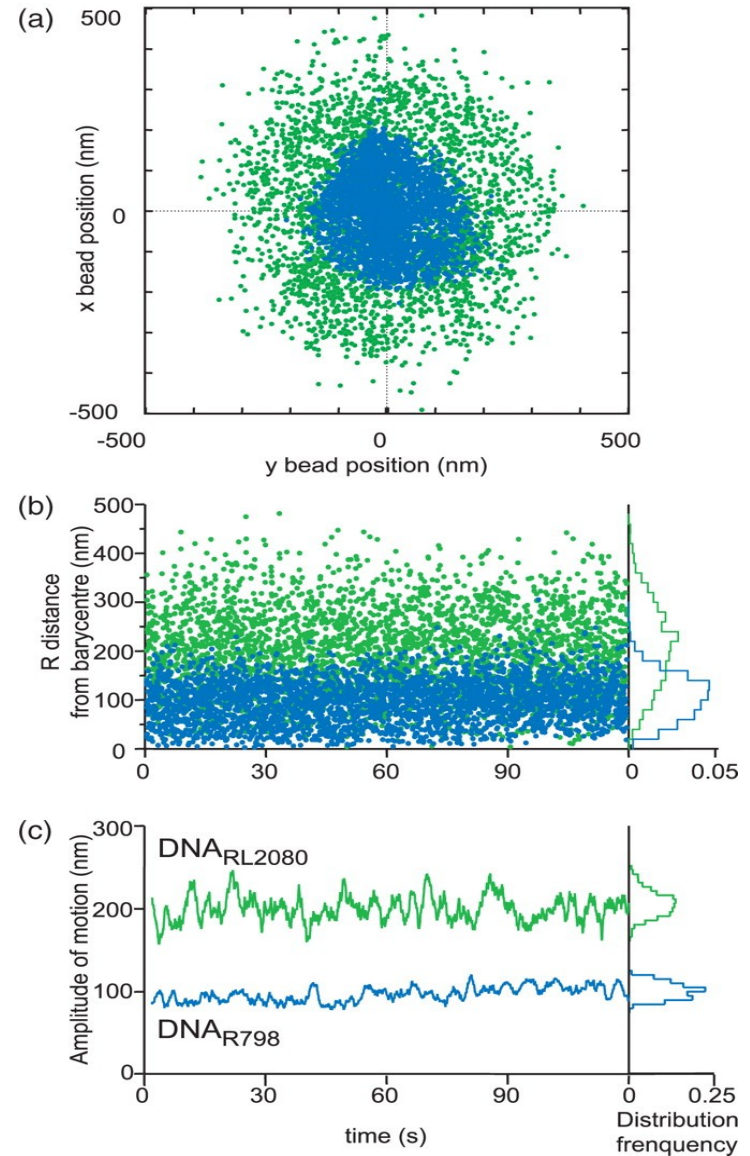 (a)
500
x bead position (nm)
0
-500
-500 0 500
y bead position (nm)
(b)
500
400
300
200
100
0
R distance
from barycentre (nm)
0 30 60 90 0 0.05
(c)
300
200
100
0
Amplitude of motion (nm)
DNARL2080
DNAR798
0 30 60 90 0 0.25
time (s)
Distribution
frenquency